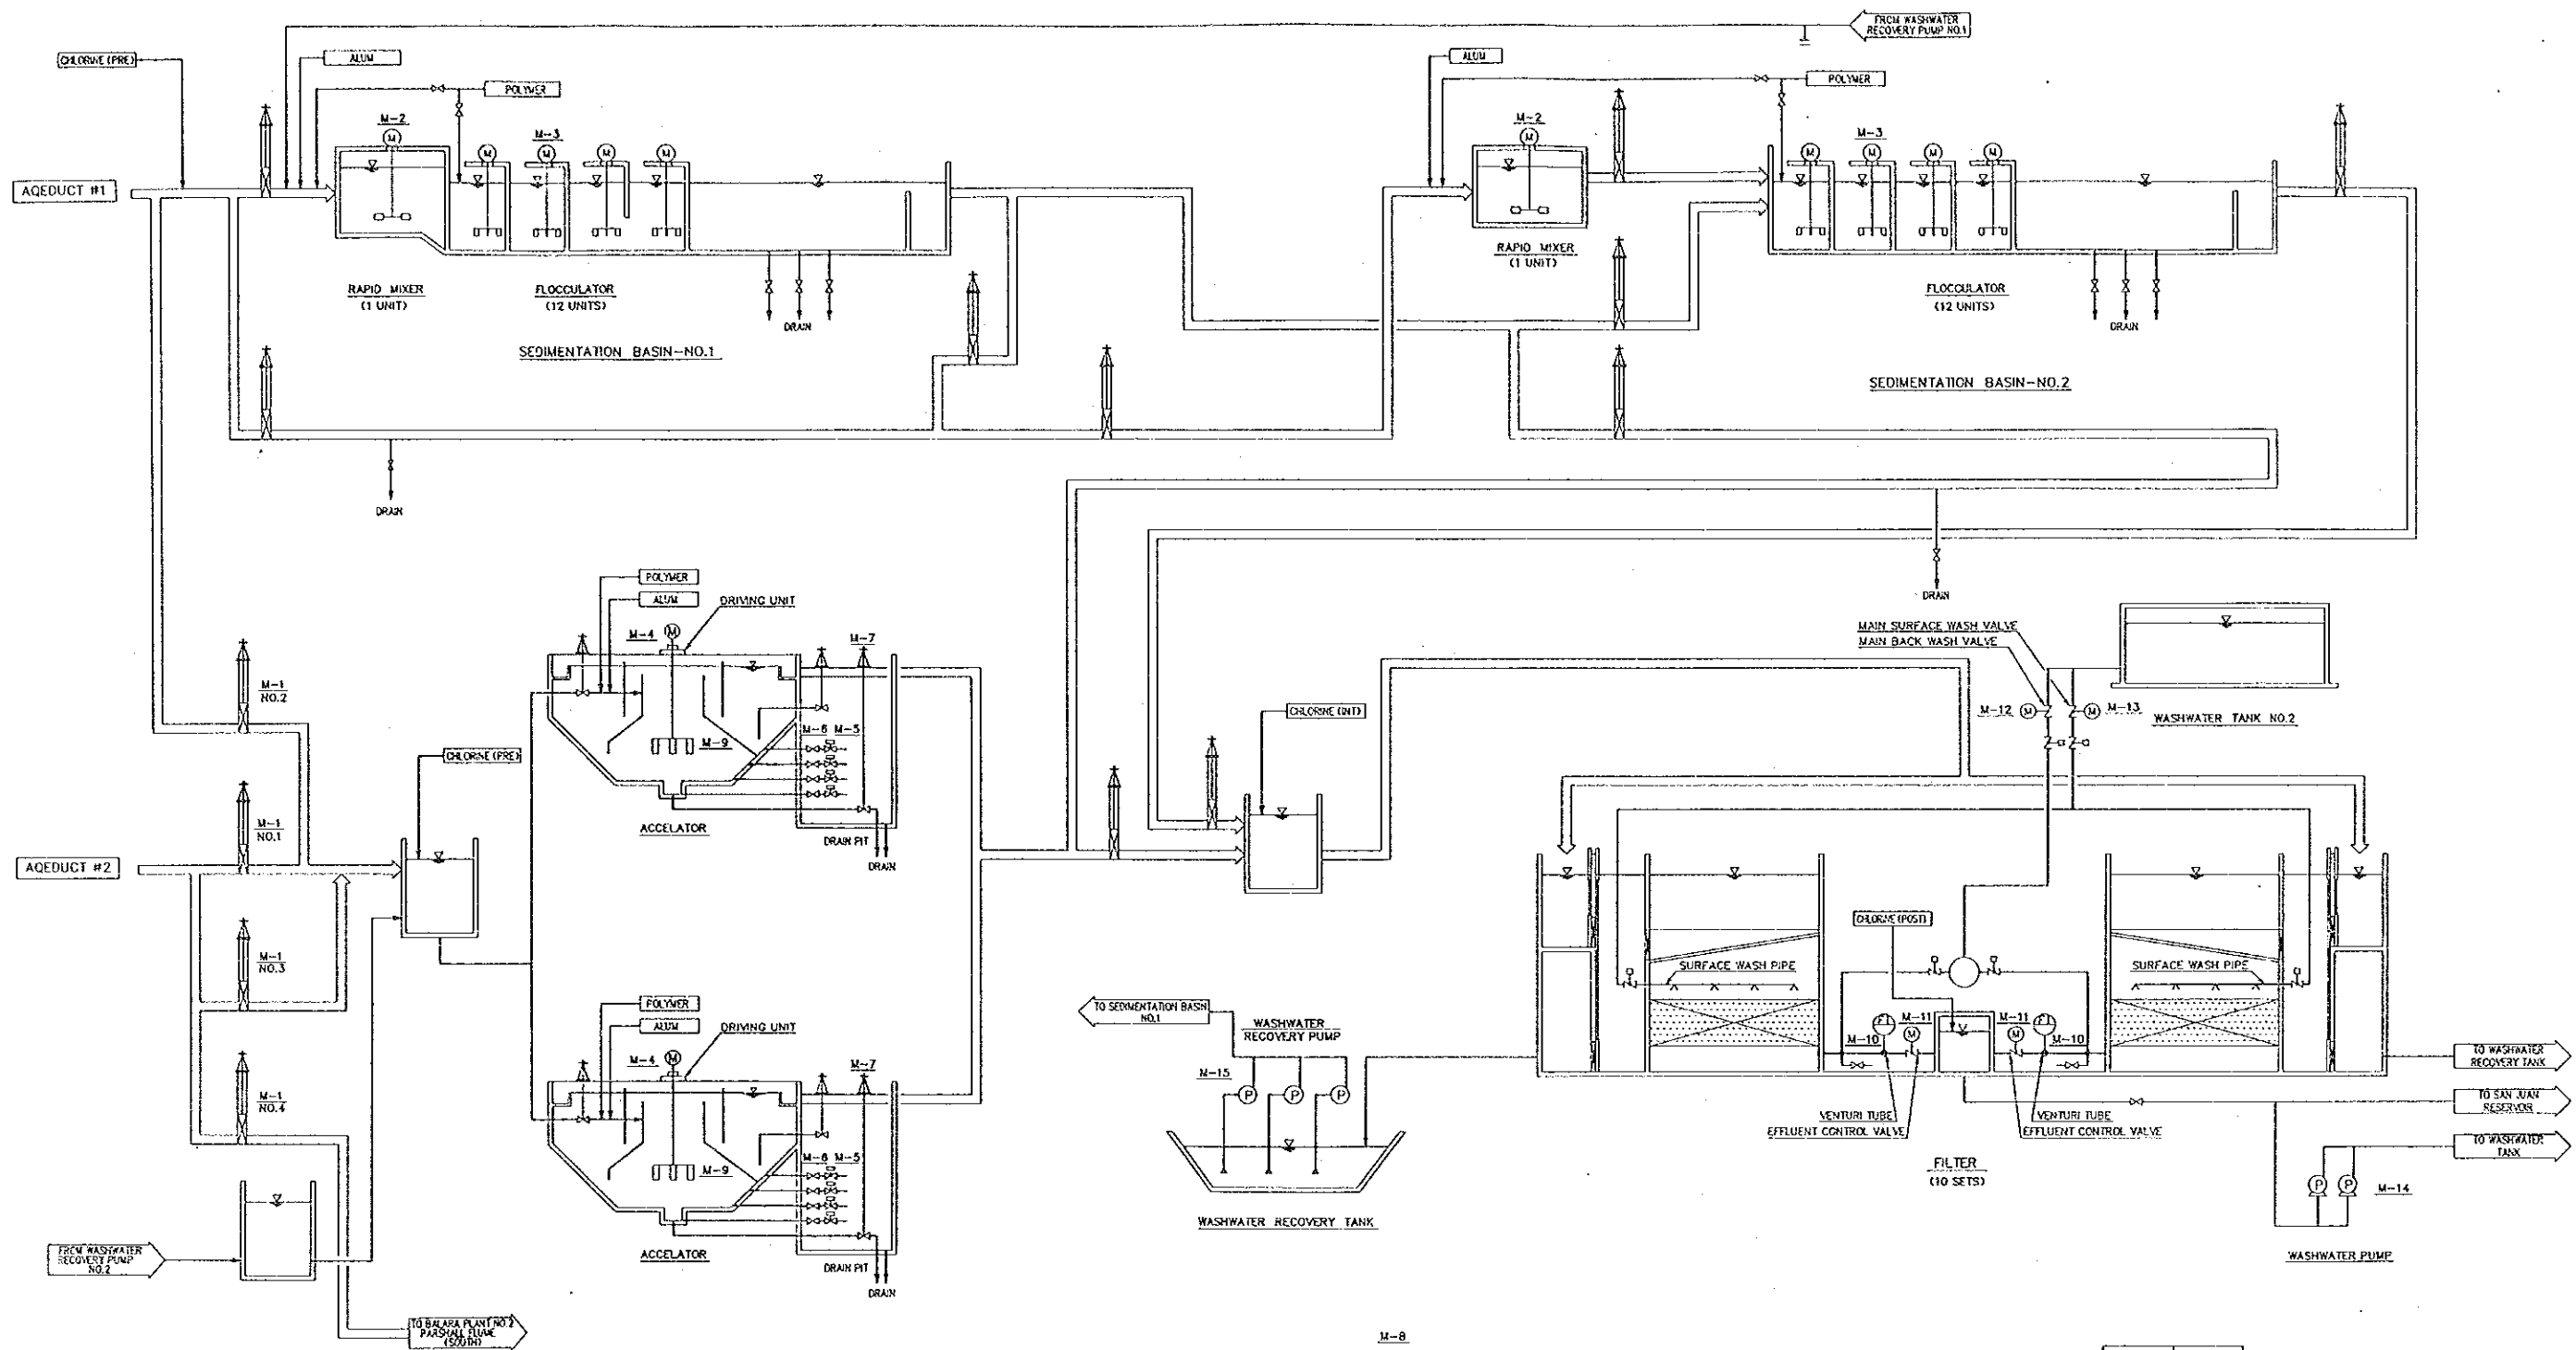 FROM WASHWATER
RECOVERY PUMP NO.1
CHLORINE (PRE)
ALUM
POLYMER
M-2
M-3
AQEDUCT #1
RAPID MIXER
(1 UNIT)
FLOCCULATOR
(12 UNITS)
DRAIN
SEDIMENTATION BASIN-NO.1
DRAIN
ALUM
POLYMER
M-2
M-3
RAPID MIXER
(1 UNIT)
FLOCCULATOR
(12 UNITS)
DRAIN
SEDIMENTATION BASIN-NO.2
DRAIN
M-1
NO.2
M-1
NO.1
AQEDUCT #2
CHLORINE (PRE)
M-1
NO.3
M-1
NO.4
FROM WASHWATER
RECOVERY PUMP
NO.2
TO BALARA PLANT NO.2
PARSHALL FLUME
(SOUTH)
POLYMER
ALUM
DRIVING UNIT
M-4
M
M-7
M-6 M-5
M-9
ACCELATOR
DRAIN PIT
DRAIN
POLYMER
ALUM
DRIVING UNIT
M-4
M
M-7
M-6 M-5
M-9
ACCELATOR
DRAIN PIT
DRAIN
CHLORINE (INT)
MAIN SURFACE WASH VALVE
MAIN BACK WASH VALVE
M-12 M
M M-13
WASHWATER TANK NO.2
CHLORINE (POST)
SURFACE WASH PIPE
SURFACE WASH PIPE
M-11
M-11
M-10
M-10
VENTURI TUBE
EFFLUENT CONTROL VALVE
VENTURI TUBE
EFFLUENT CONTROL VALVE
FILTER
(10 SETS)
TO SEDIMENTATION BASIN
NO.1
WASHWATER
RECOVERY PUMP
M-15
P P P
WASHWATER RECOVERY TANK
TO WASHWATER
RECOVERY TANK
TO SAN JUAN
RESERVOIR
TO WASHWATER
TANK
P P
M-14
WASHWATER PUMP
M-8